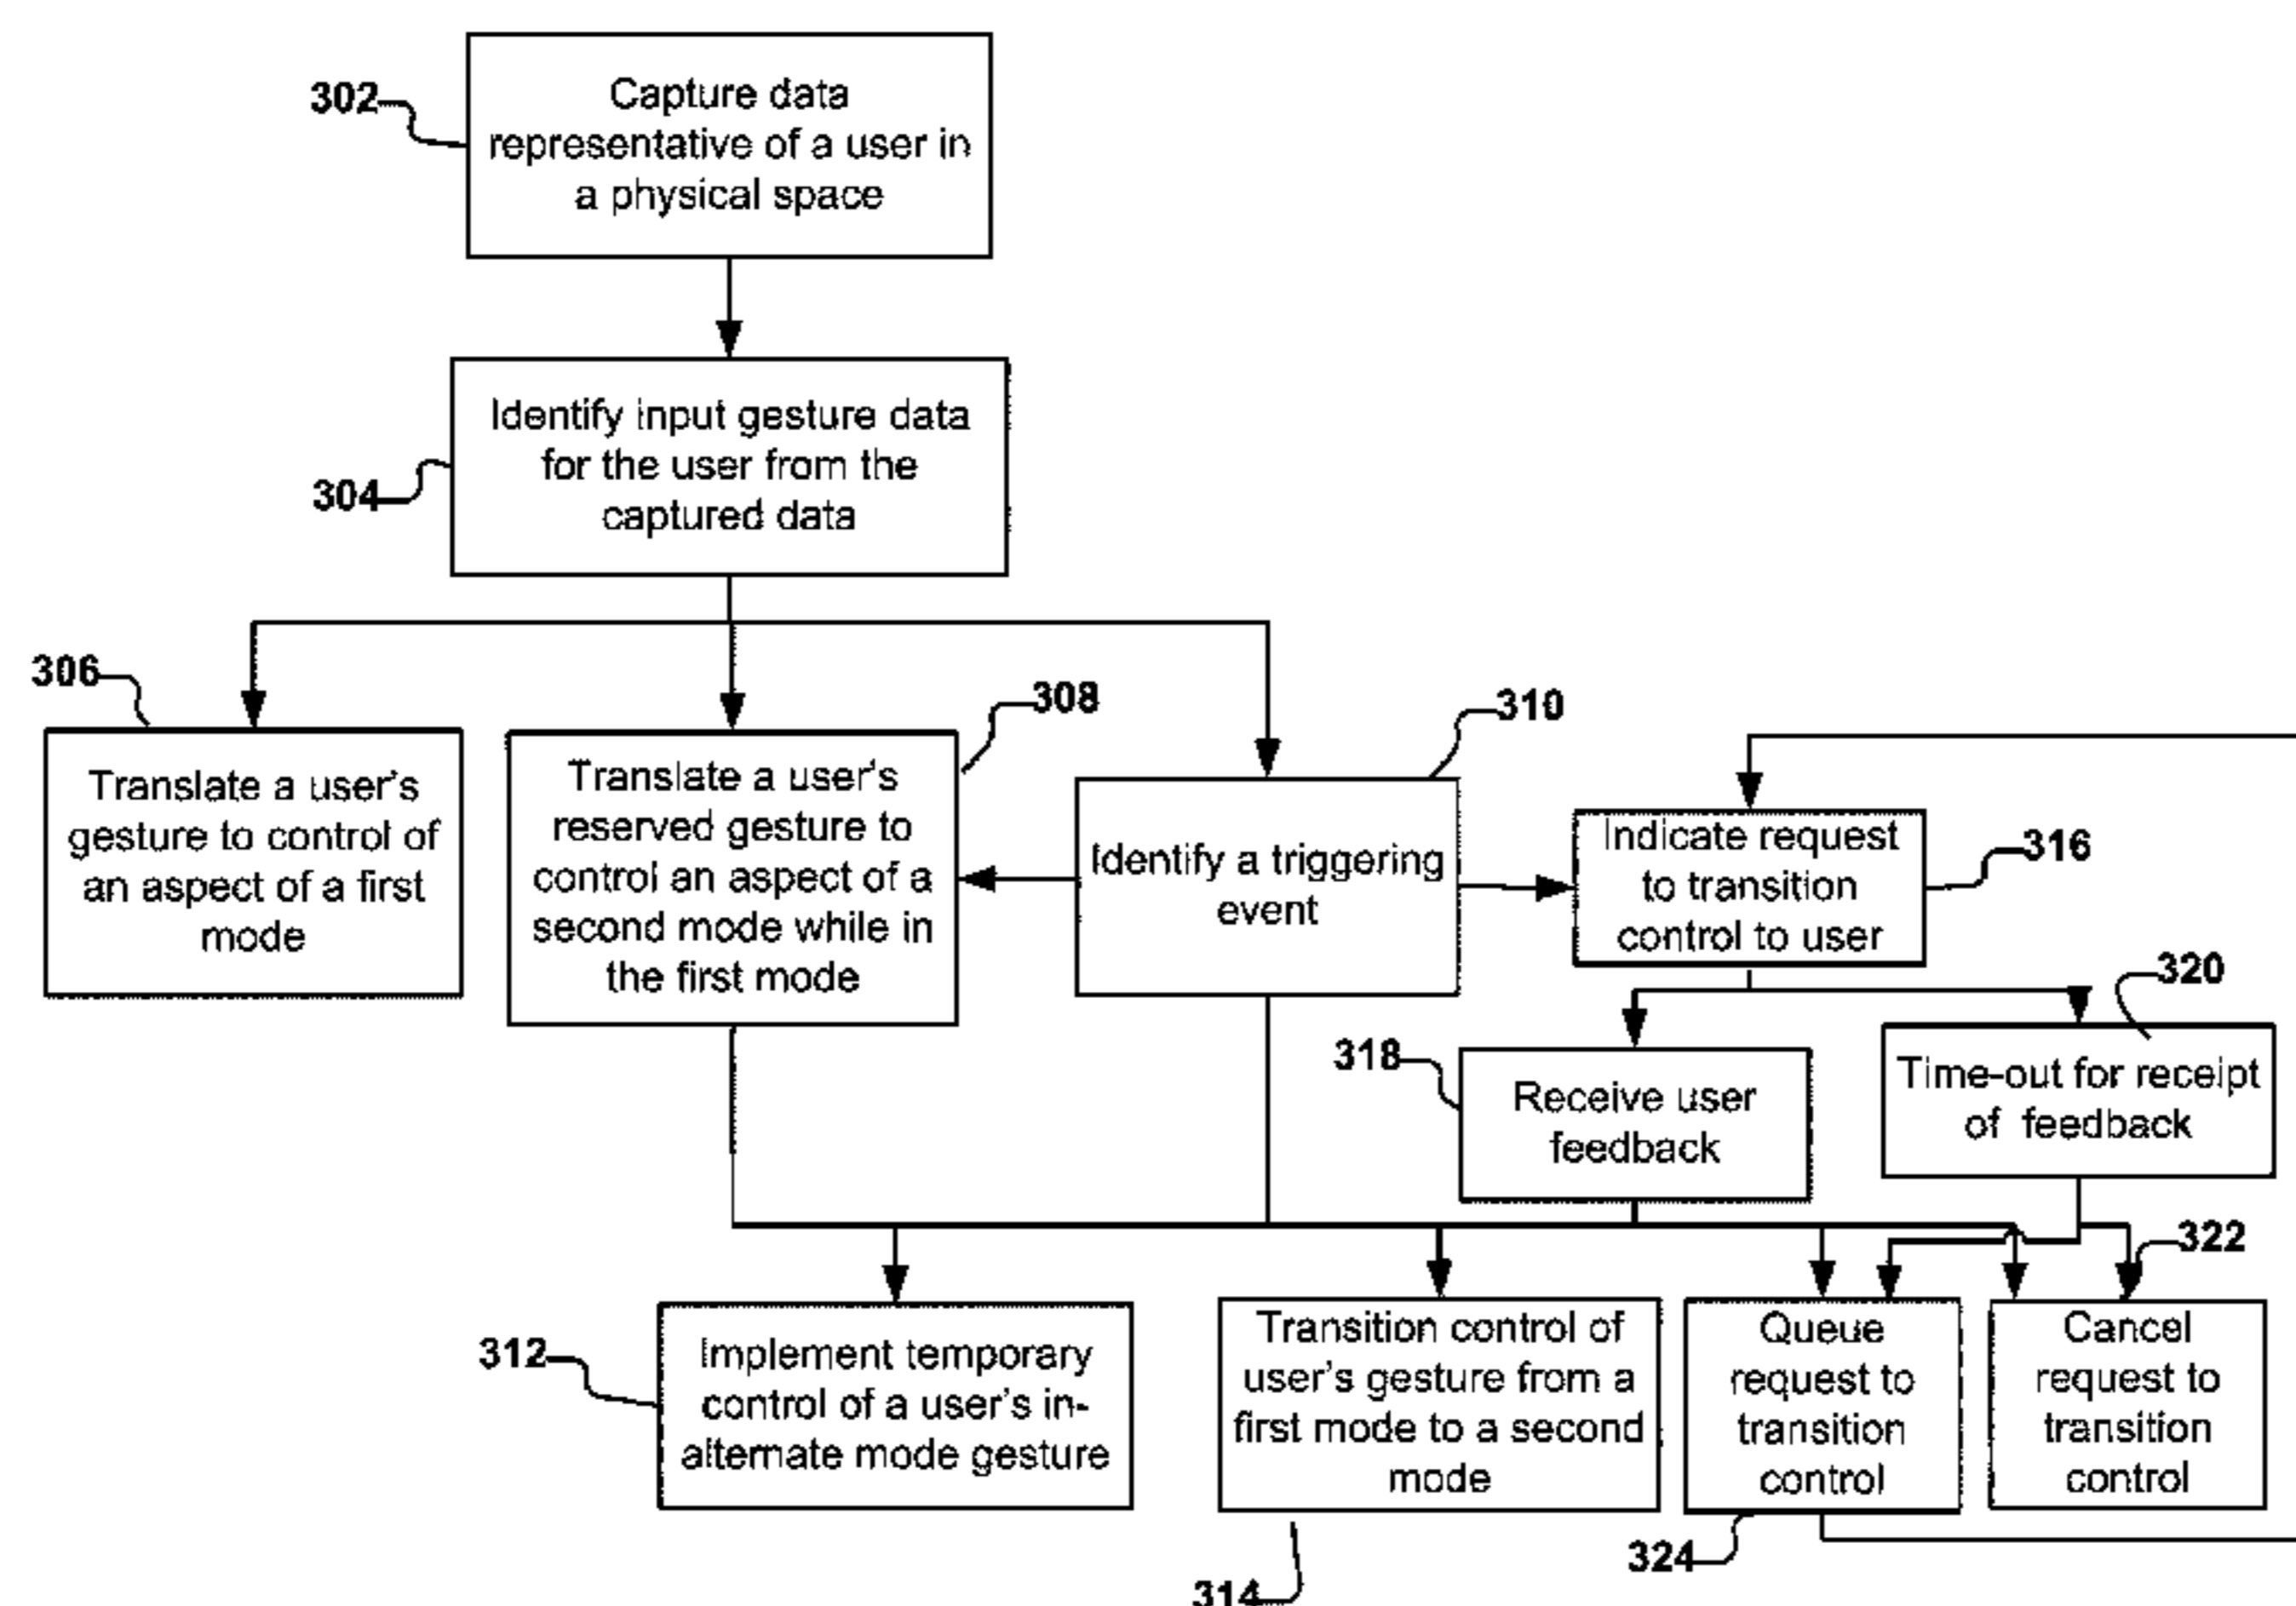 302
Capture data
representative of a user in
a physical space
304
Identify input gesture data
for the user from the
captured data
306
Translate a user's
gesture to control of
an aspect of a first
mode
308
Translate a user's
reserved gesture to
control an aspect of a
second mode while in
the first mode
310
Identify a triggering
event
316
Indicate request
to transition
control to user
318
Receive user
feedback
320
Time-out for receipt
of feedback
312
Implement temporary
control of a user's in-
alternate mode gesture
314
Transition control of
user's gesture from a
first mode to a second
mode
324
Queue
request to
transition
control
322
Cancel
request to
transition
control